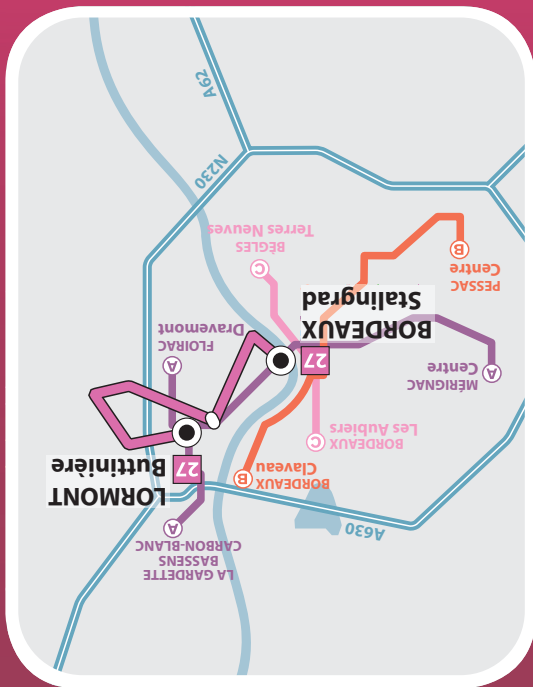 LA GARDETTE
BASSENS
CARBON-BLANC
A
A630
LORMONT
Buttinière
27
BORDEAUX
Claveau
B
BORDEAUX
Les Aubiers
C
MÉRIGNAC
Centre
A
27
FLOIRAC
Dravemont
A
BORDEAUX
Stalingrad
PESSAC
Centre
B
C
BÈGLES
Terres Neuves
N230
A62